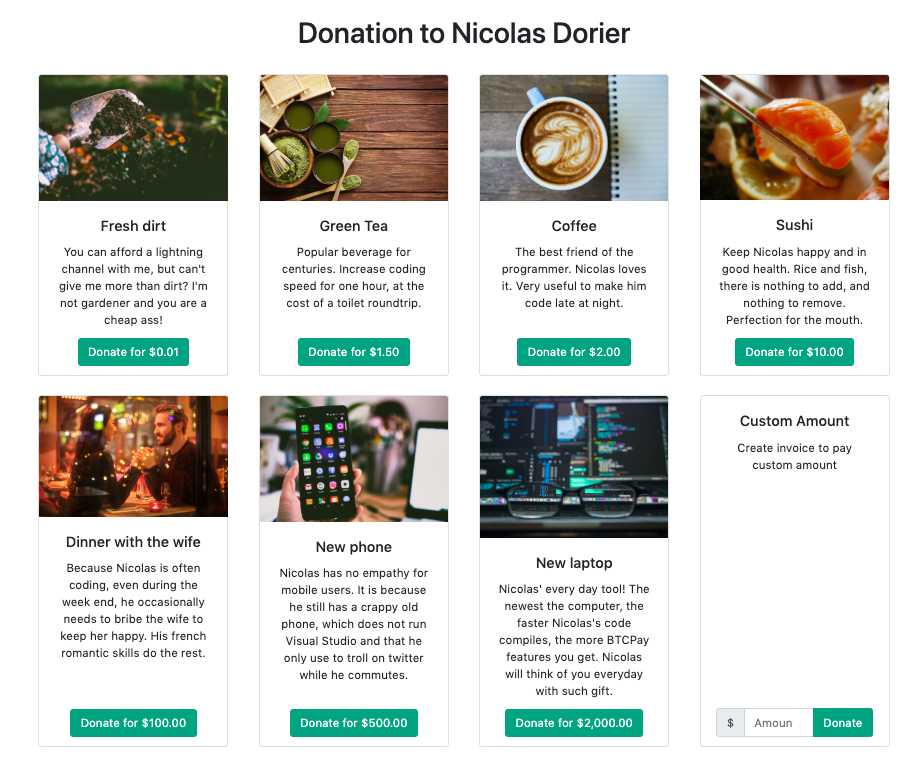 Donation to Nicolas Dorier
Fresh dirt
You can afford a lightning
channel with me, but can't
give me more than dirt? I'm
not gardener and you are a
cheap ass!
Donate for $0.01
Green Tea
Popular beverage for
centuries. Increase coding
speed for one hour, at the
cost of a toilet roundtrip.
Donate for $1.50
Coffee
The best friend of the
programmer. Nicolas loves
it. Very useful to make him
code late at night.
Donate for $2.00
Sushi
Keep Nicolas happy and in
good health. Rice and fish,
there is nothing to add, and
nothing to remove.
Perfection for the mouth.
Donate for $10.00
Dinner with the wife
Because Nicolas is often
coding, even during the
week end, he occasionally
needs to bribe the wife to
keep her happy. His french
romantic skills do the rest.
Donate for $100.00
New phone
Nicolas has no empathy for
mobile users. It is because
he still has a crappy old
phone, which does not run
Visual Studio and that he
only use to troll on twitter
while he commutes.
Donate for $500.00
New laptop
Nicolas' every day tool! The
newest the computer, the
faster Nicolas's code
compiles, the more BTCPay
features you get. Nicolas
will think of you everyday
with such gift.
Donate for $2,000.00
Custom Amount
Create invoice to pay
custom amount
$ Amoun Donate